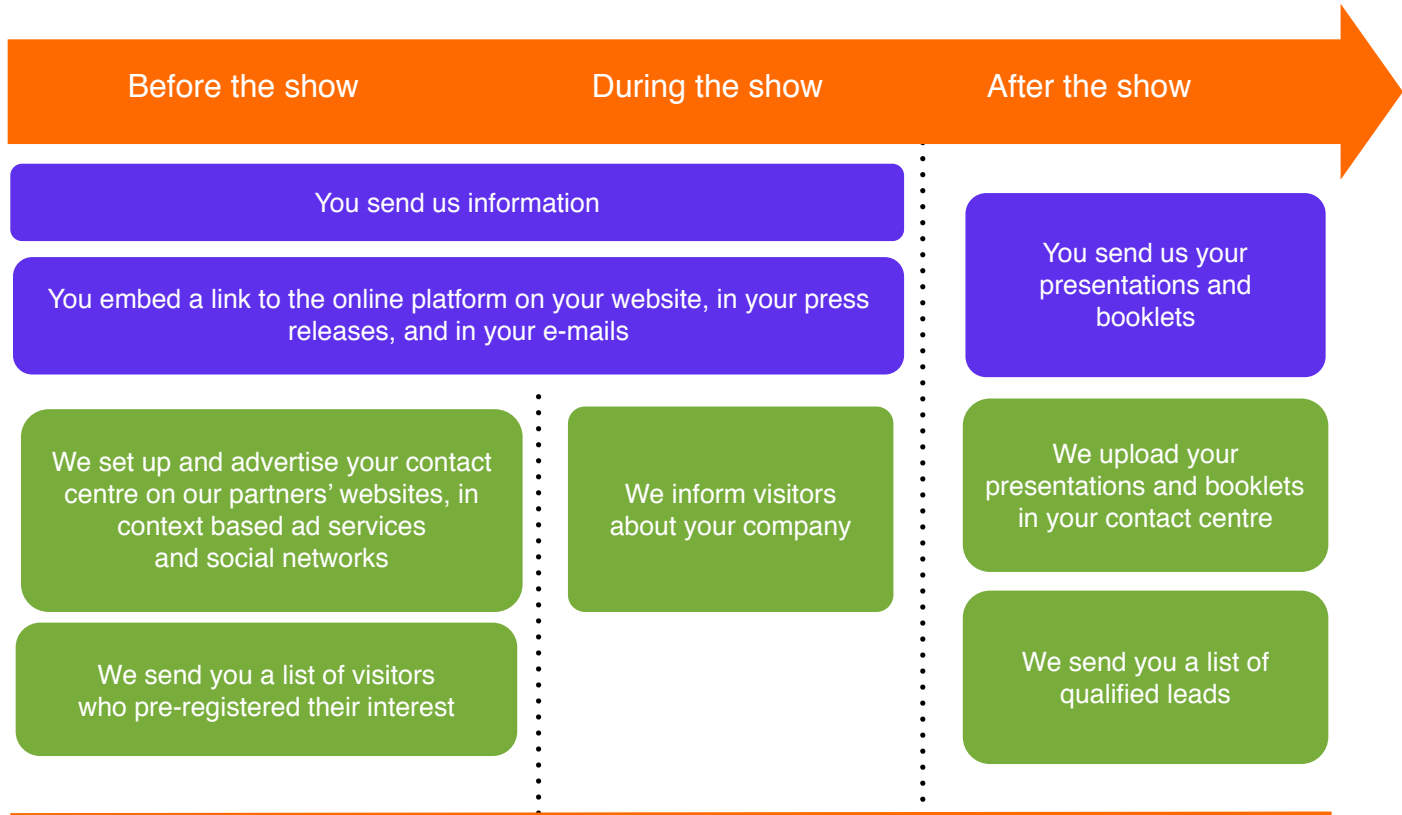 Before the show
During the show
After the show
You send us information
You embed a link to the online platform on your website, in your press
releases, and in your e-mails
You send us your
presentations and
booklets
We set up and advertise your contact
centre on our partners’ websites, in
context based ad services
and social networks
We inform visitors
about your company
We upload your
presentations and booklets
in your contact centre
We send you a list of visitors
who pre-registered their interest
We send you a list of
qualified leads